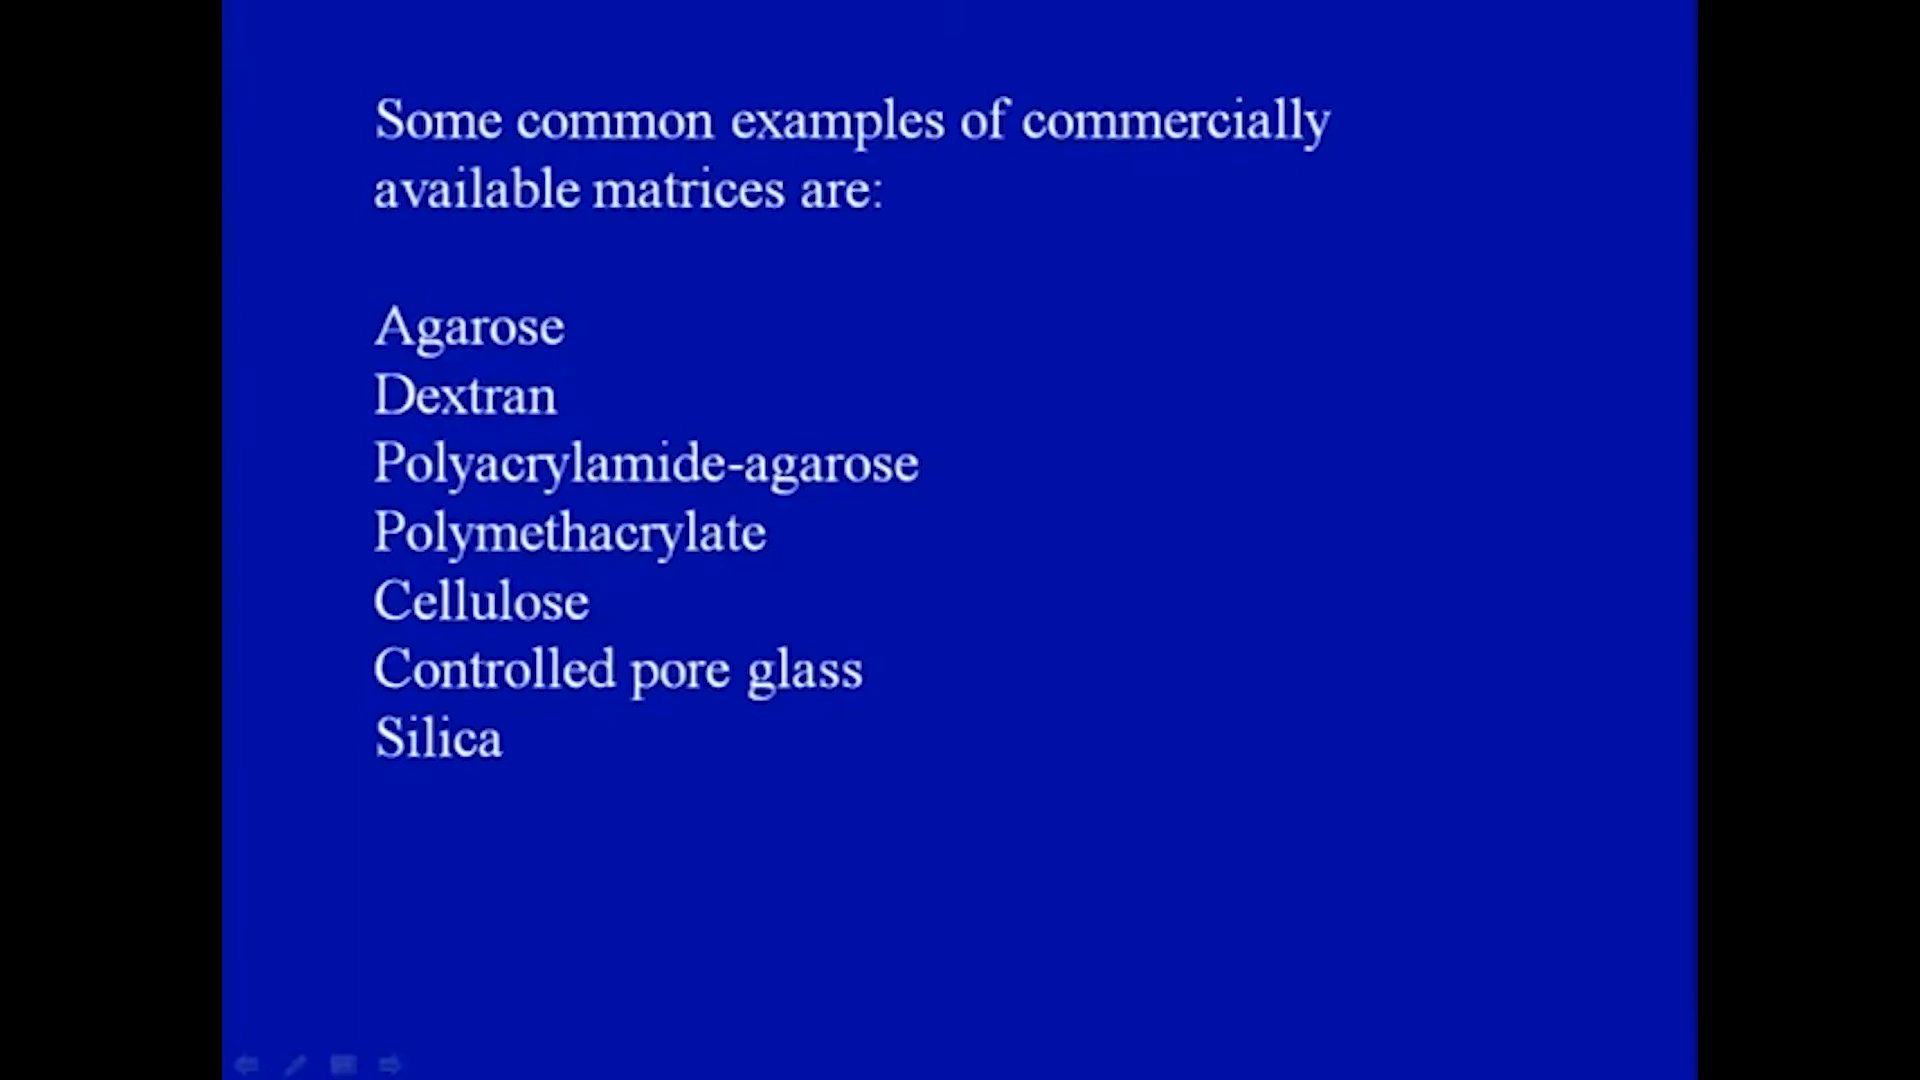 Some common examples of commercially
available matrices are:
Agarose
Dextran
Polyacrylamide-agarose
Polymethacrylate
Cellulose
Controlled pore glass
Silica